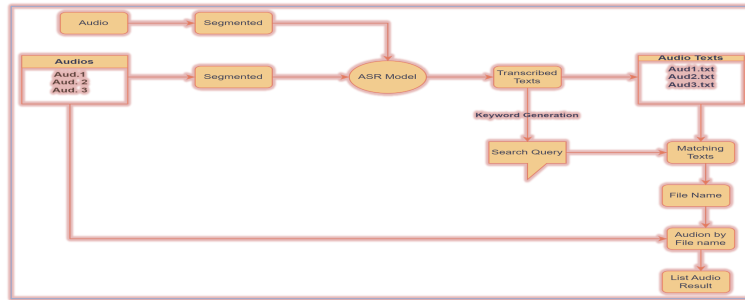 Audio
Segmented
Audios
Aud.1
Aud. 2
Aud. 3
Segmented
ASR Model
Transcribed
Texts
Audio Texts
Aud1.txt
Aud2.txt
Aud3.txt
Keyword Generation
Search Query
Matching
Texts
File Name
Audion by
File name
List Audio
Result